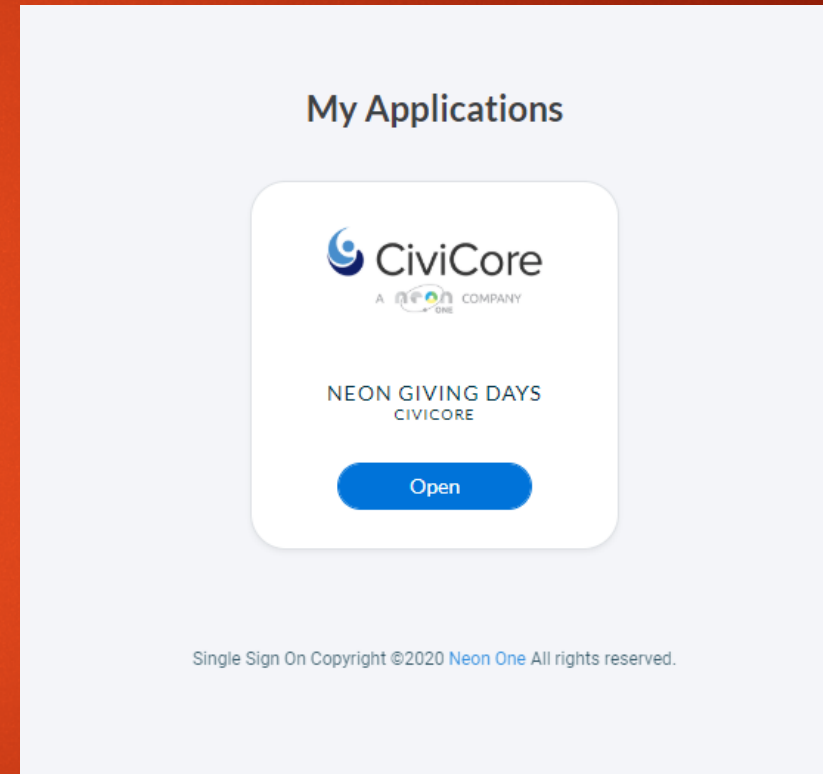 My Applications
CiviCore
A neon ONE COMPANY
NEON GIVING DAYS
CIVICORE
Open
Single Sign On Copyright ©2020 Neon One All rights reserved.